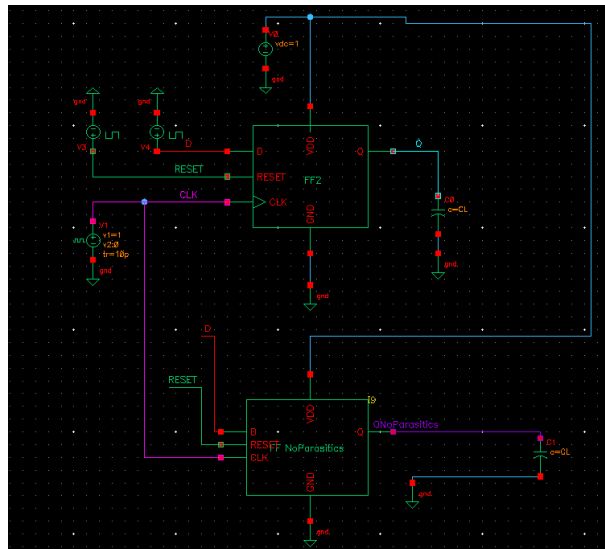 V0
vdc=1
gnd
gnd
gnd
V3
V4
D
RESET
CLK
D
RESET
CLK
VDD
FF2
GND
Q
Q
C0
c=CL
gnd
gnd
V1
v1=1
v2:0
tr=10p
gnd
D
RESET
I9
VDD
D
RESET
CLK
FF NoParasitics
Q
QNoParasitics
GND
C1
c=CL
gnd
gnd